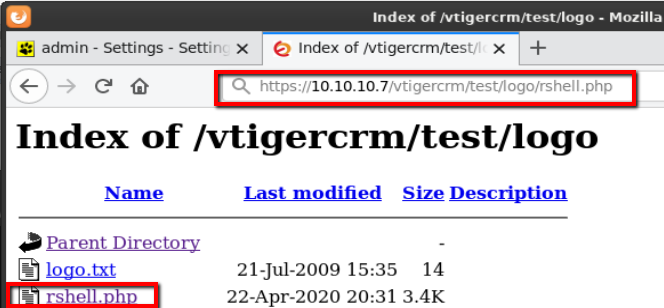 Index of /vtigercrm/test/logo - Mozilla
admin - Settings - Setting
Index of /vtigercrm/test/lo
https://10.10.10.7/vtigercrm/test/logo/rshell.php
Index of /vtigercrm/test/logo
Name Last modified Size Description
Parent Directory -
logo.txt 21-Jul-2009 15:35 14
rshell.php 22-Apr-2020 20:31 3.4K